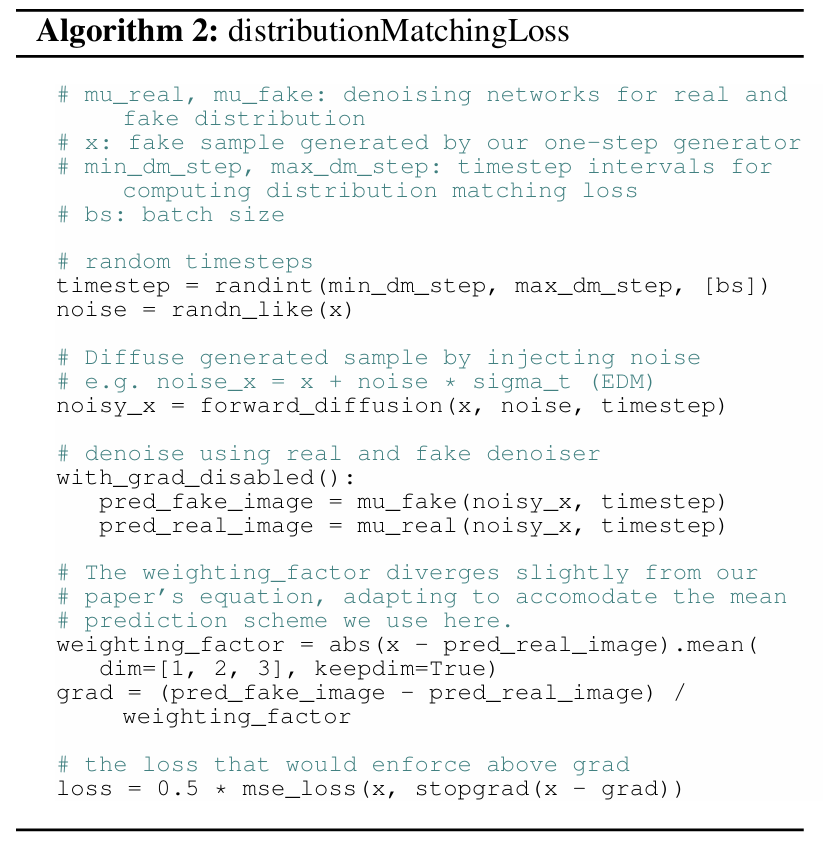 Algorithm 2: distributionMatchingLoss
# mu_real, mu_fake: denoising networks for real and
fake distribution
# x: fake sample generated by our one-step generator
# min_dm_step, max_dm_step: timestep intervals for
computing distribution matching loss
# bs: batch size
# random timesteps
timestep = randint(min_dm_step, max_dm_step, [bs])
noise = randn_like(x)
# Diffuse generated sample by injecting noise
# e.g. noise_x = x + noise * sigma_t (EDM)
noisy_x = forward_diffusion(x, noise, timestep)
# denoise using real and fake denoiser
with_grad_disabled():
pred_fake_image = mu_fake(noisy_x, timestep)
pred_real_image = mu_real(noisy_x, timestep)
# The weighting_factor diverges slightly from our
# paper's equation, adapting to accomodate the mean
# prediction scheme we use here.
weighting_factor = abs(x - pred_real_image).mean(
dim=[1, 2, 3], keepdim=True)
grad = (pred_fake_image - pred_real_image) /
weighting_factor
# the loss that would enforce above grad
loss = 0.5 * mse_loss(x, stopgrad(x - grad))